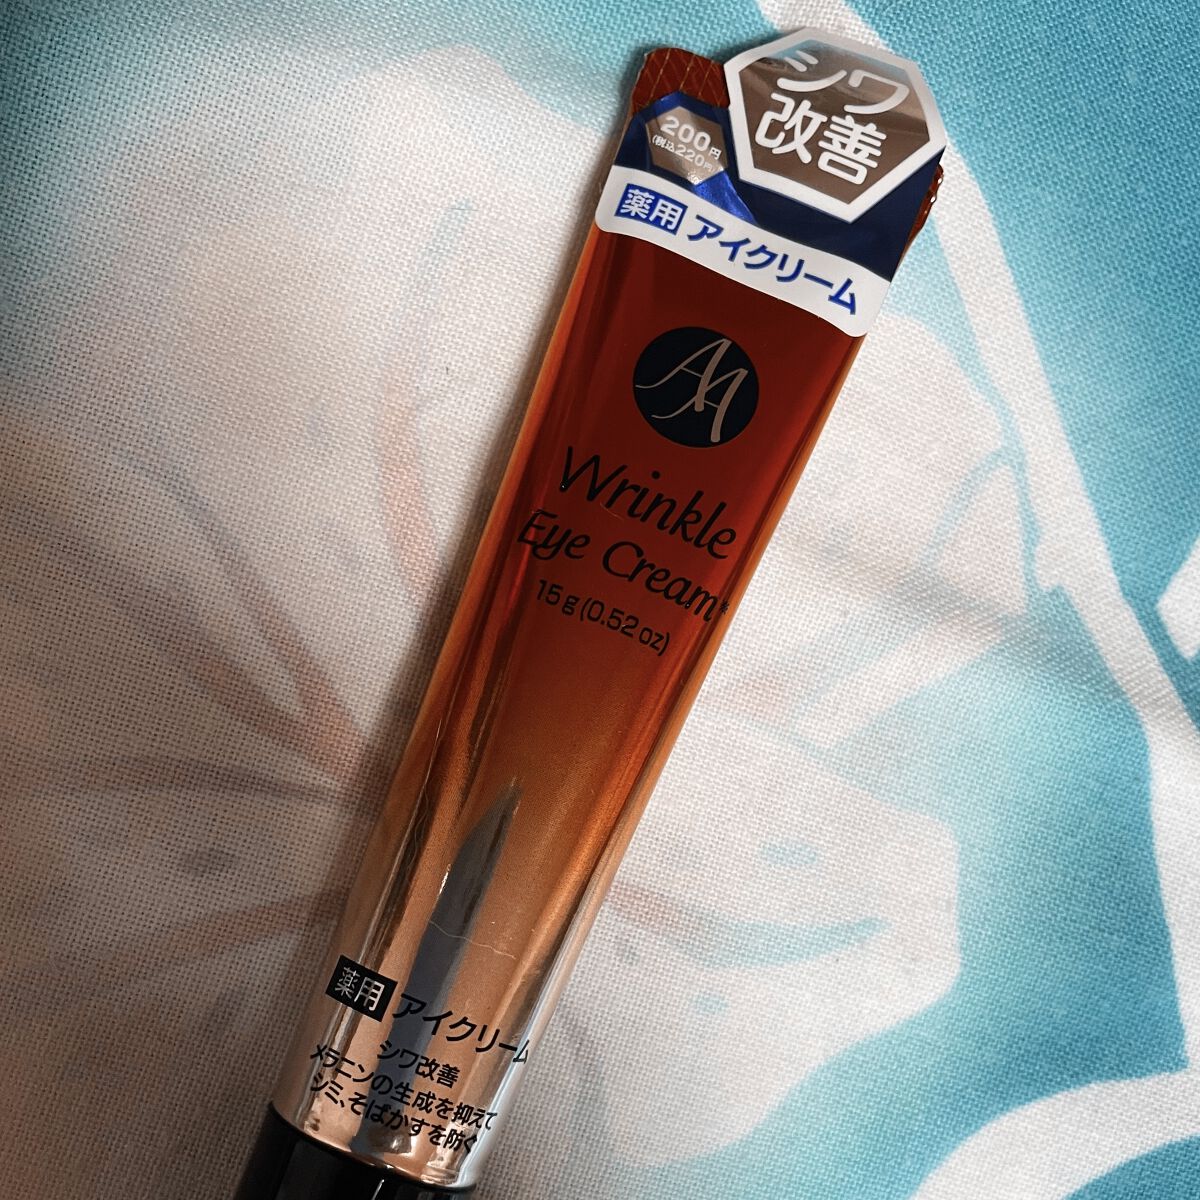 シワ
改善
200円
(税込220円)
薬用 アイクリーム
AA
Wrinkle
Eye Cream*
15g(0.52oz)
薬用 アイクリーム
シワ改善
メラニンの生成を抑えて
シミ、そばかすを防ぐ